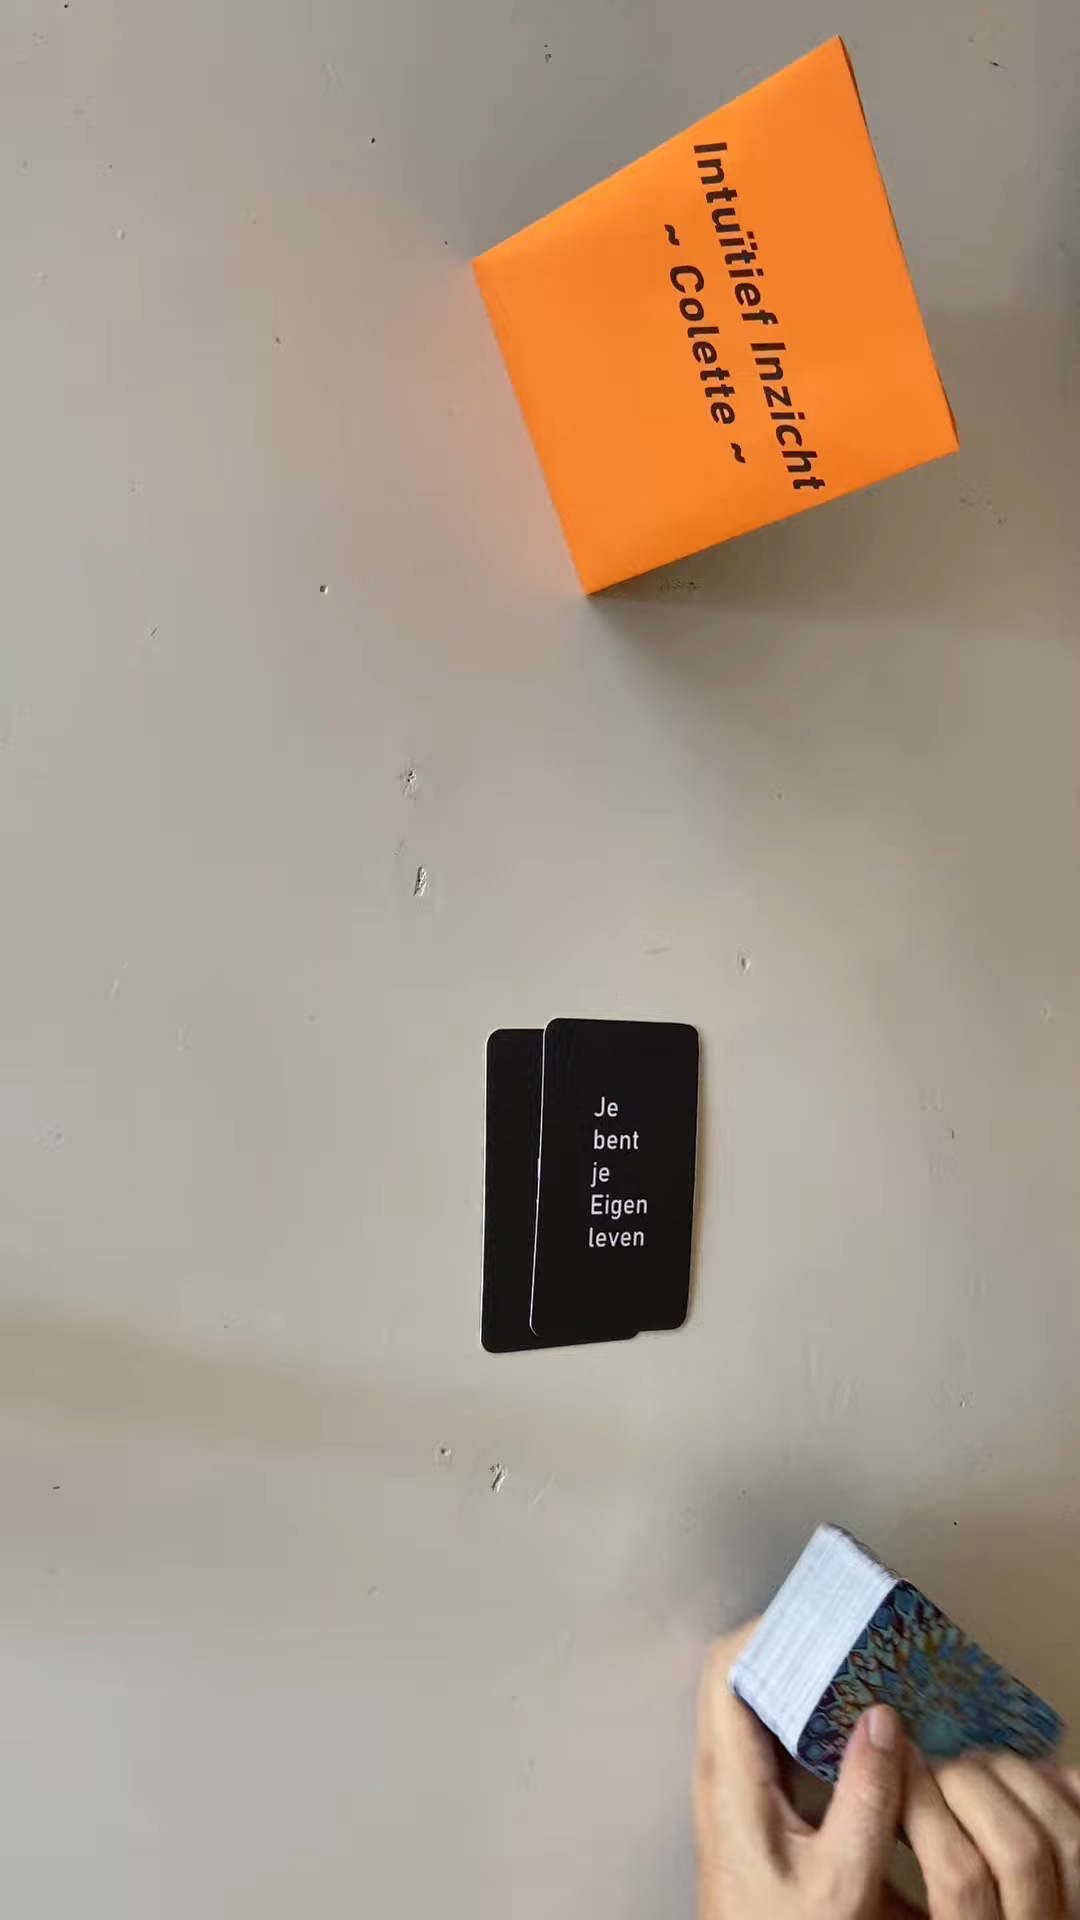 Intuïtief Inzicht
~ Colette ~
Je
bent
je
Eigen
leven